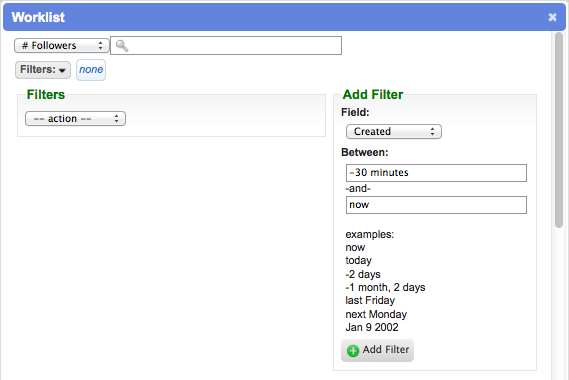 Worklist
# Followers
Filters: none
Filters
-- action --
Add Filter
Field:
Created
Between:
-30 minutes
-and-
now
examples:
now
today
-2 days
-1 month, 2 days
last Friday
next Monday
Jan 9 2002
Add Filter